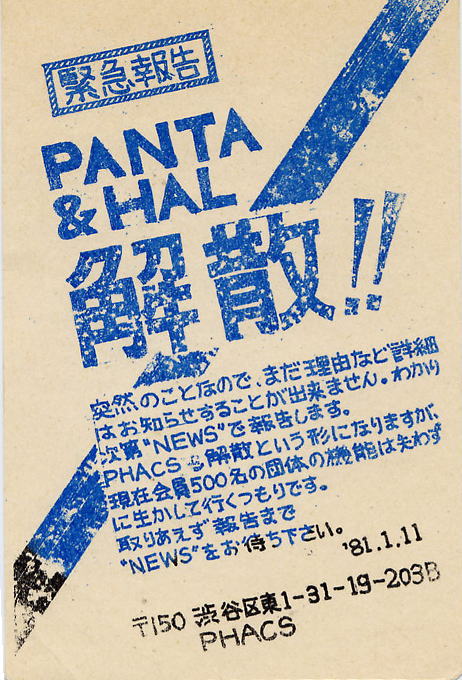 緊急報告
PANTA
& HAL
解散!!
突然のことなので、まだ理由など詳細
はお知らせすることが出来ません。わかり
次第"NEWS"で報告します。
PHACSも解散という形になりますが、
現在会員500名の団体の機能は失わず
に生かして行くつもりです。
取りあえず報告まで
"NEWS"をお待ち下さい。
'81.1.11
〒150 渋谷区東1-31-19-203B
PHACS